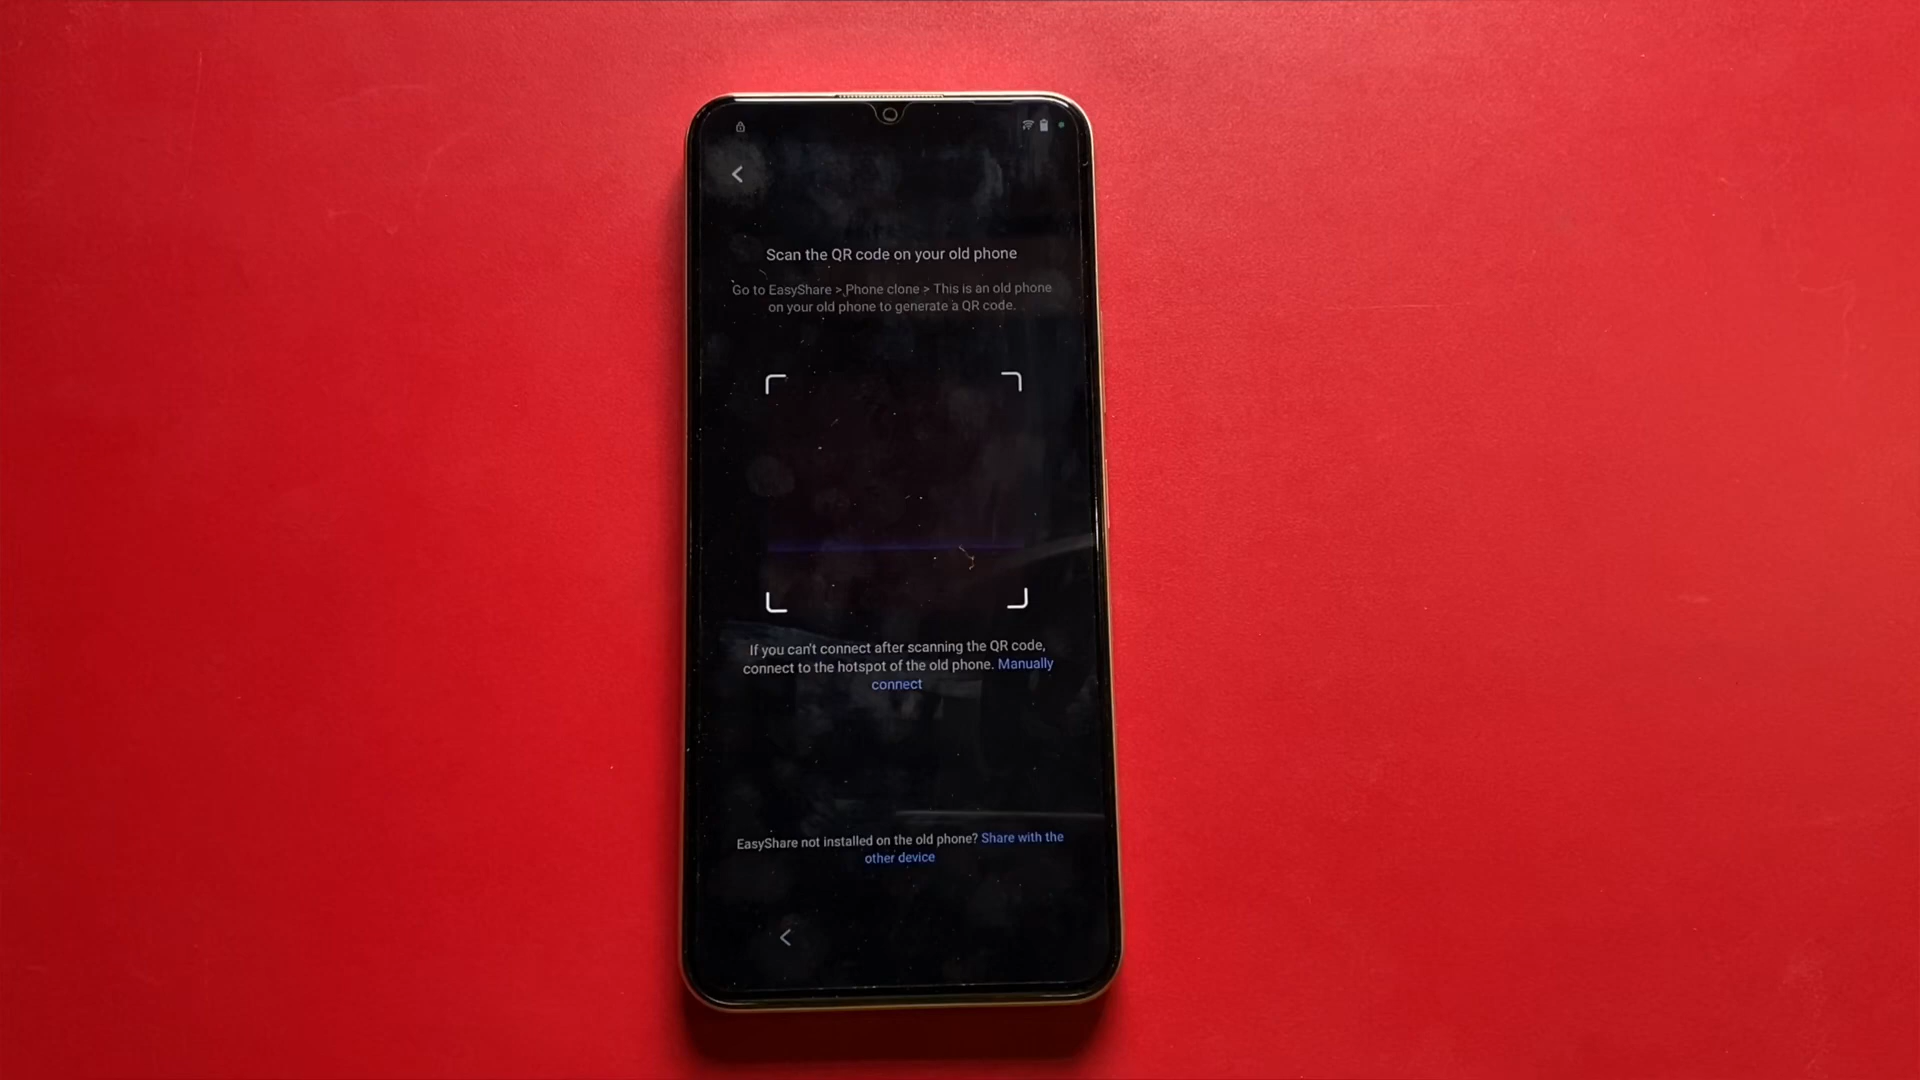 Scan the QR code on your old phone
Go to EasyShare > Phone clone > This is an old phone
on your old phone to generate a QR code.
If you can't connect after scanning the QR code,
connect to the hotspot of the old phone. Manually
connect
EasyShare not installed on the old phone? Share with the
other device